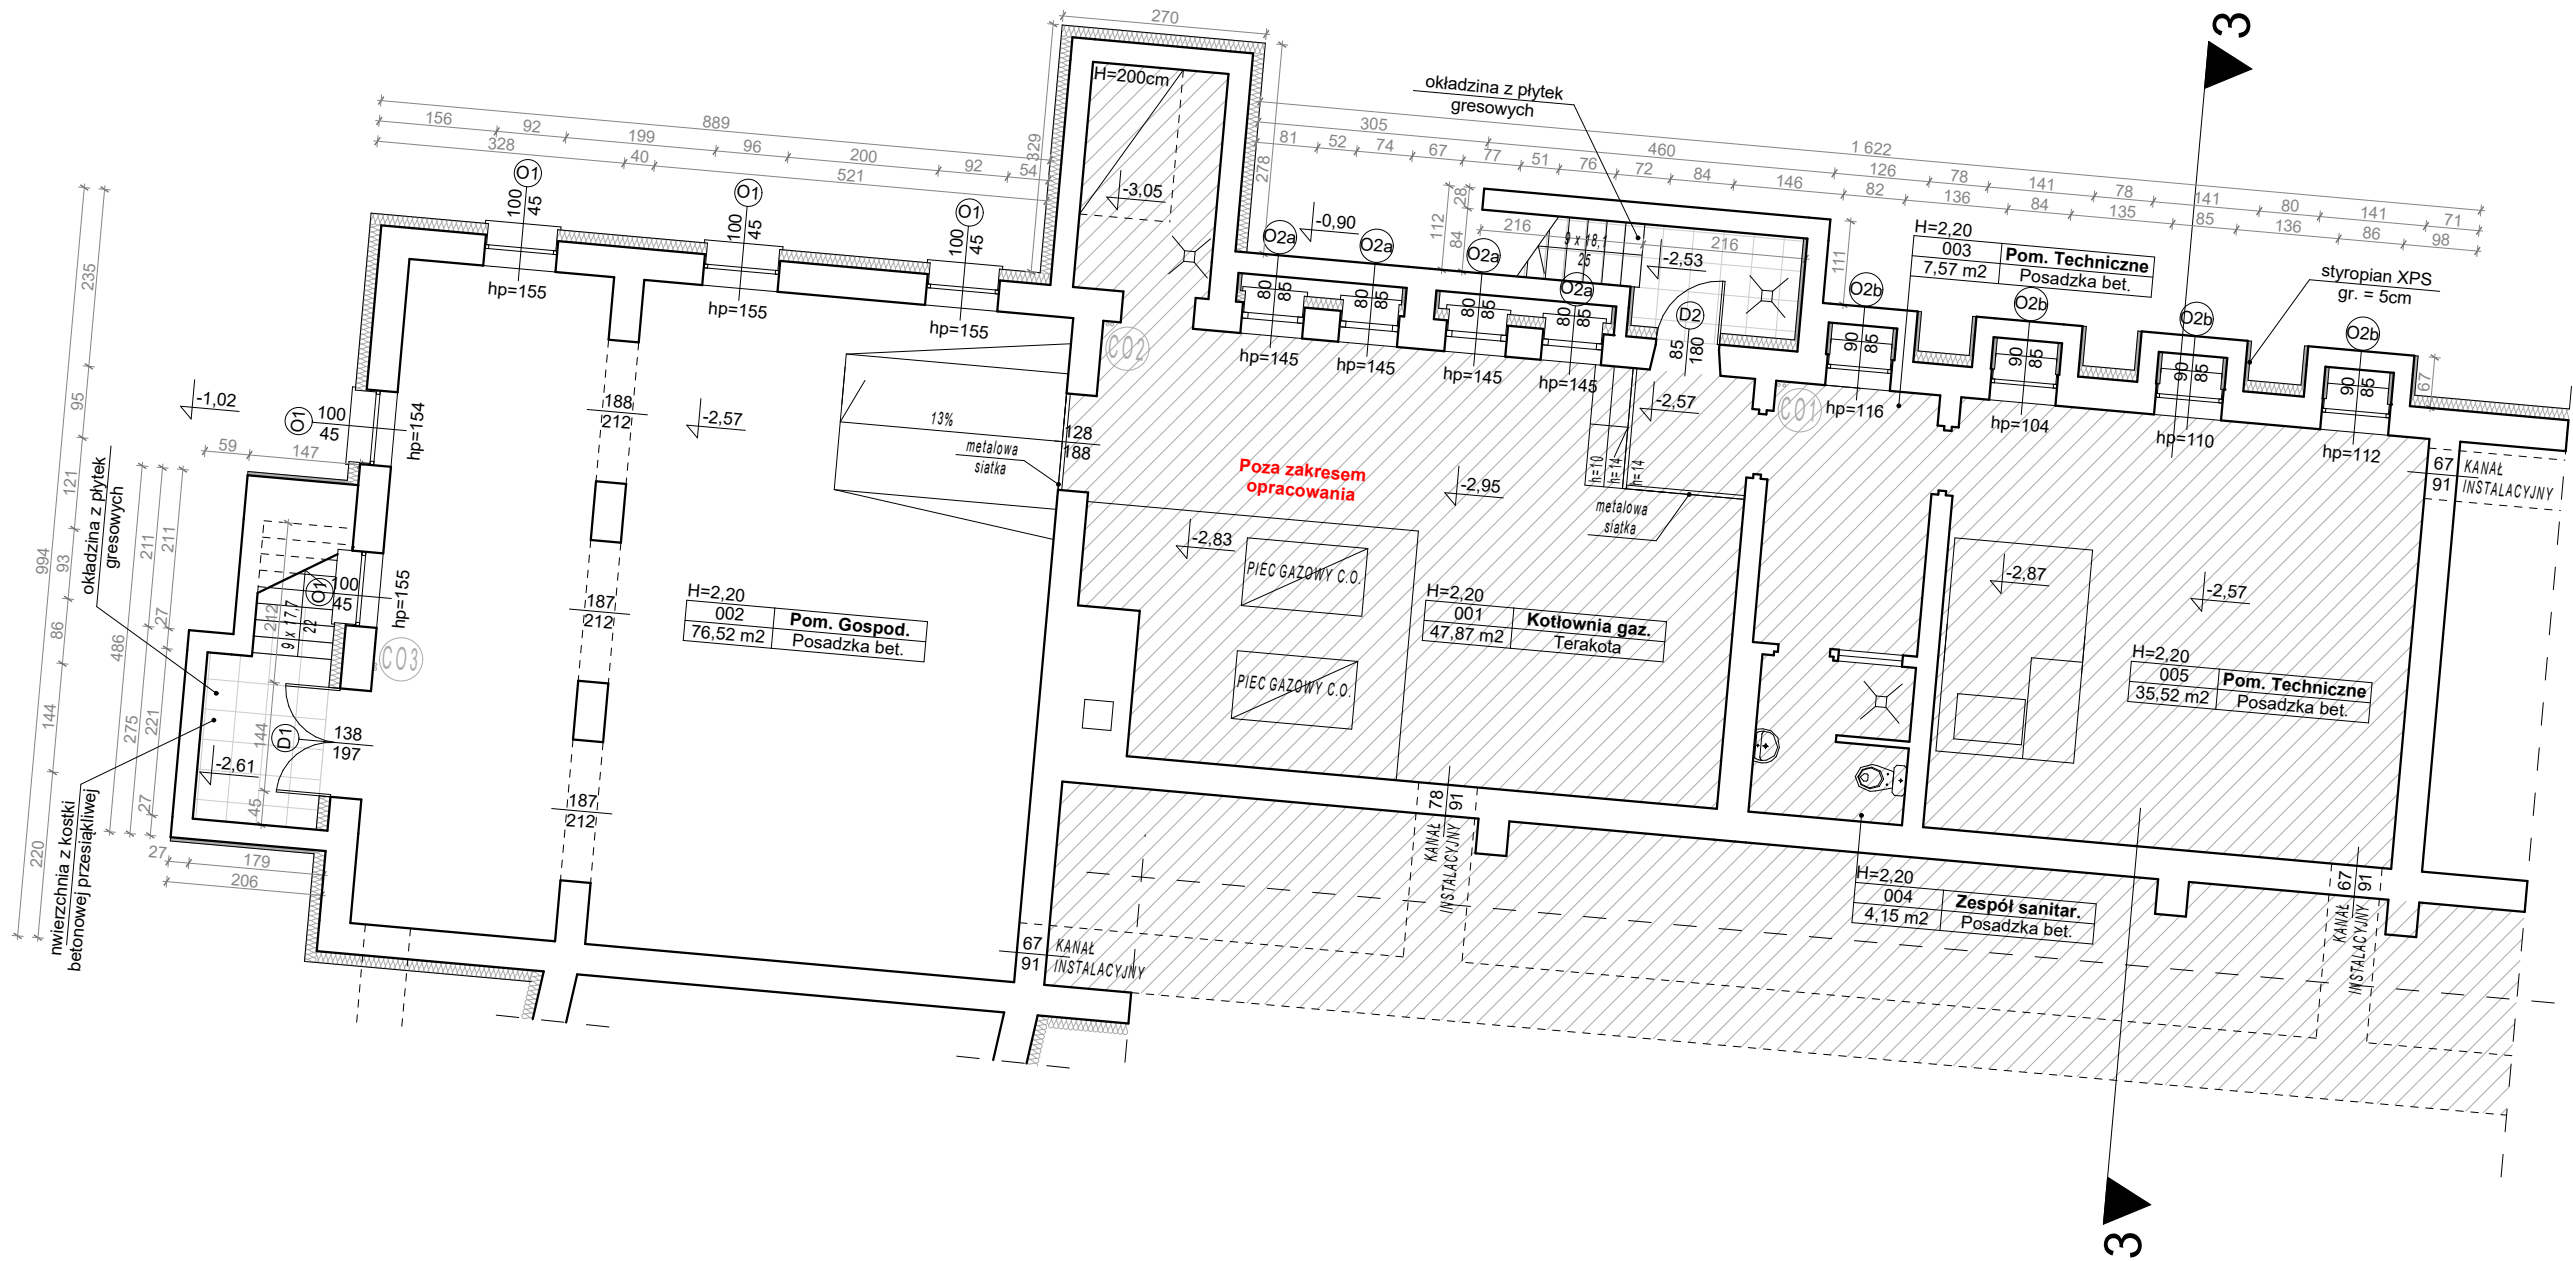 3
270
H=200cm
okładzina z płytek
gresowych
889
156
92
199
96
200
92
54
328
40
521
329
278
305
1 622
81
52
74
67
77
51
76
72
84
146
82
136
84
135
85
136
86
98
460
126
78
141
78
141
80
141
71
O1
100
45
hp=155
O1
100
45
hp=155
O1
100
45
hp=155
-3,05
-0,90
112
28
84
216
216
9 x 18,1
25
-2,53
111
O2a
80
85
hp=145
O2a
80
85
hp=145
O2a
80
85
hp=145
O2a
80
85
hp=145
D2
85
180
H=2,20
003
Pom. Techniczne
7,57 m2
Posadzka bet.
styropian XPS
gr. = 5cm
O2b
90
85
hp=116
O2b
90
85
hp=104
O2b
90
85
hp=110
O2b
90
85
hp=112
67
CO2
CO1
-1,02
O1
100
45
hp=154
59
147
188
212
-2,57
13%
metalowa
siatka
128
188
Poza zakresem
opracowania
-2,95
-2,57
h=10
h=14
h=14
metalowa
siatka
67
91
KANAŁ
INSTALACYJNY
-2,83
PIEC GAZOWY C.O.
PIEC GAZOWY C.O.
-2,87
-2,57
235
95
121
93
86
144
220
994
486
211
211
27
275
221
27
okładzina z płytek
gresowych
O1
100
45
hp=155
212
9 x 17,7
22
CO3
187
212
H=2,20
002
Pom. Gospod.
76,52 m2
Posadzka bet.
H=2,20
001
Kotłownia gaz.
47,87 m2
Terakota
H=2,20
005
Pom. Techniczne
35,52 m2
Posadzka bet.
D1
138
197
144
45
-2,61
187
212
nwierzchnia z kostki
betonowej przesiąkliwej
27
179
206
78
91
KANAŁ
INSTALACYJNY
H=2,20
004
Zespół sanitar.
4,15 m2
Posadzka bet.
67
91
KANAŁ
INSTALACYJNY
67
91
KANAŁ
INSTALACYJNY
3